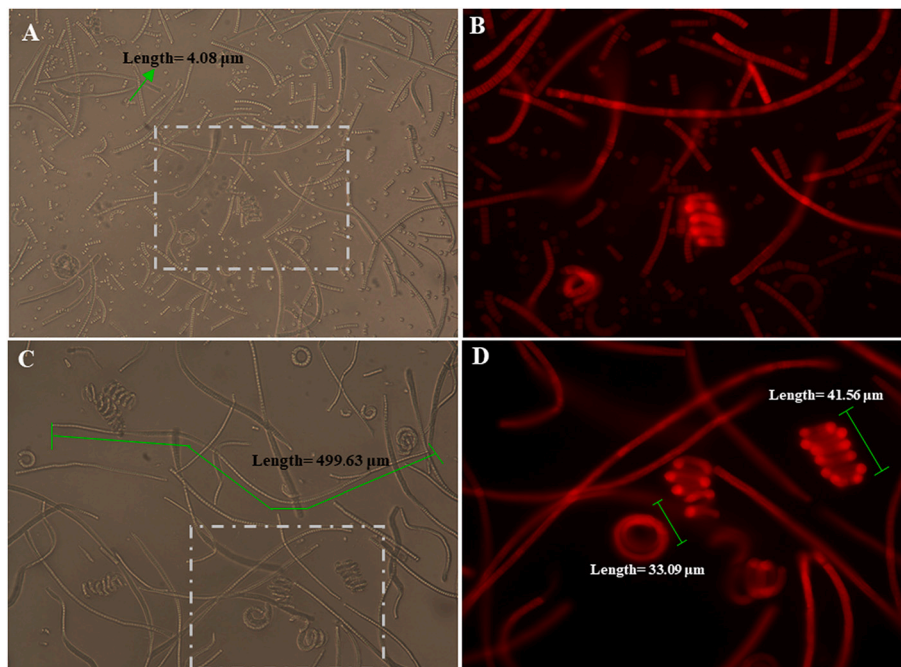 A
Length= 4.08 µm
B
C
Length= 499.63 µm
D
Length= 41.56 µm
Length= 33.09 µm